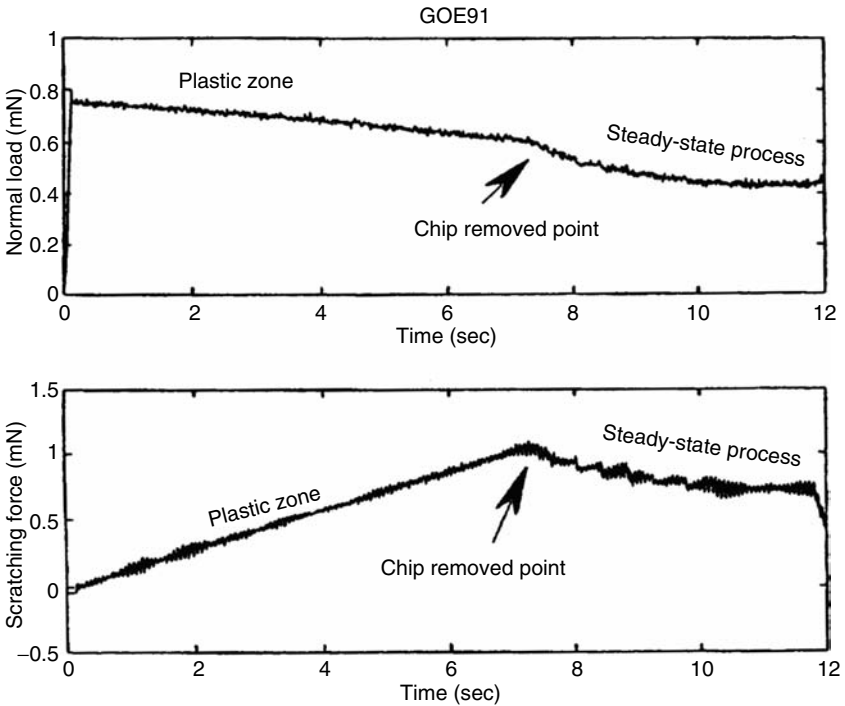 GOE91
1
0.8
0.6
0.4
0.2
0
Normal load (mN)
Plastic zone
Steady-state process
Chip removed point
0 2 4 6 8 10 12
Time (sec)
1.5
1
0.5
0
−0.5
Scratching force (mN)
Steady-state process
Plastic zone
Chip removed point
0 2 4 6 8 10 12
Time (sec)